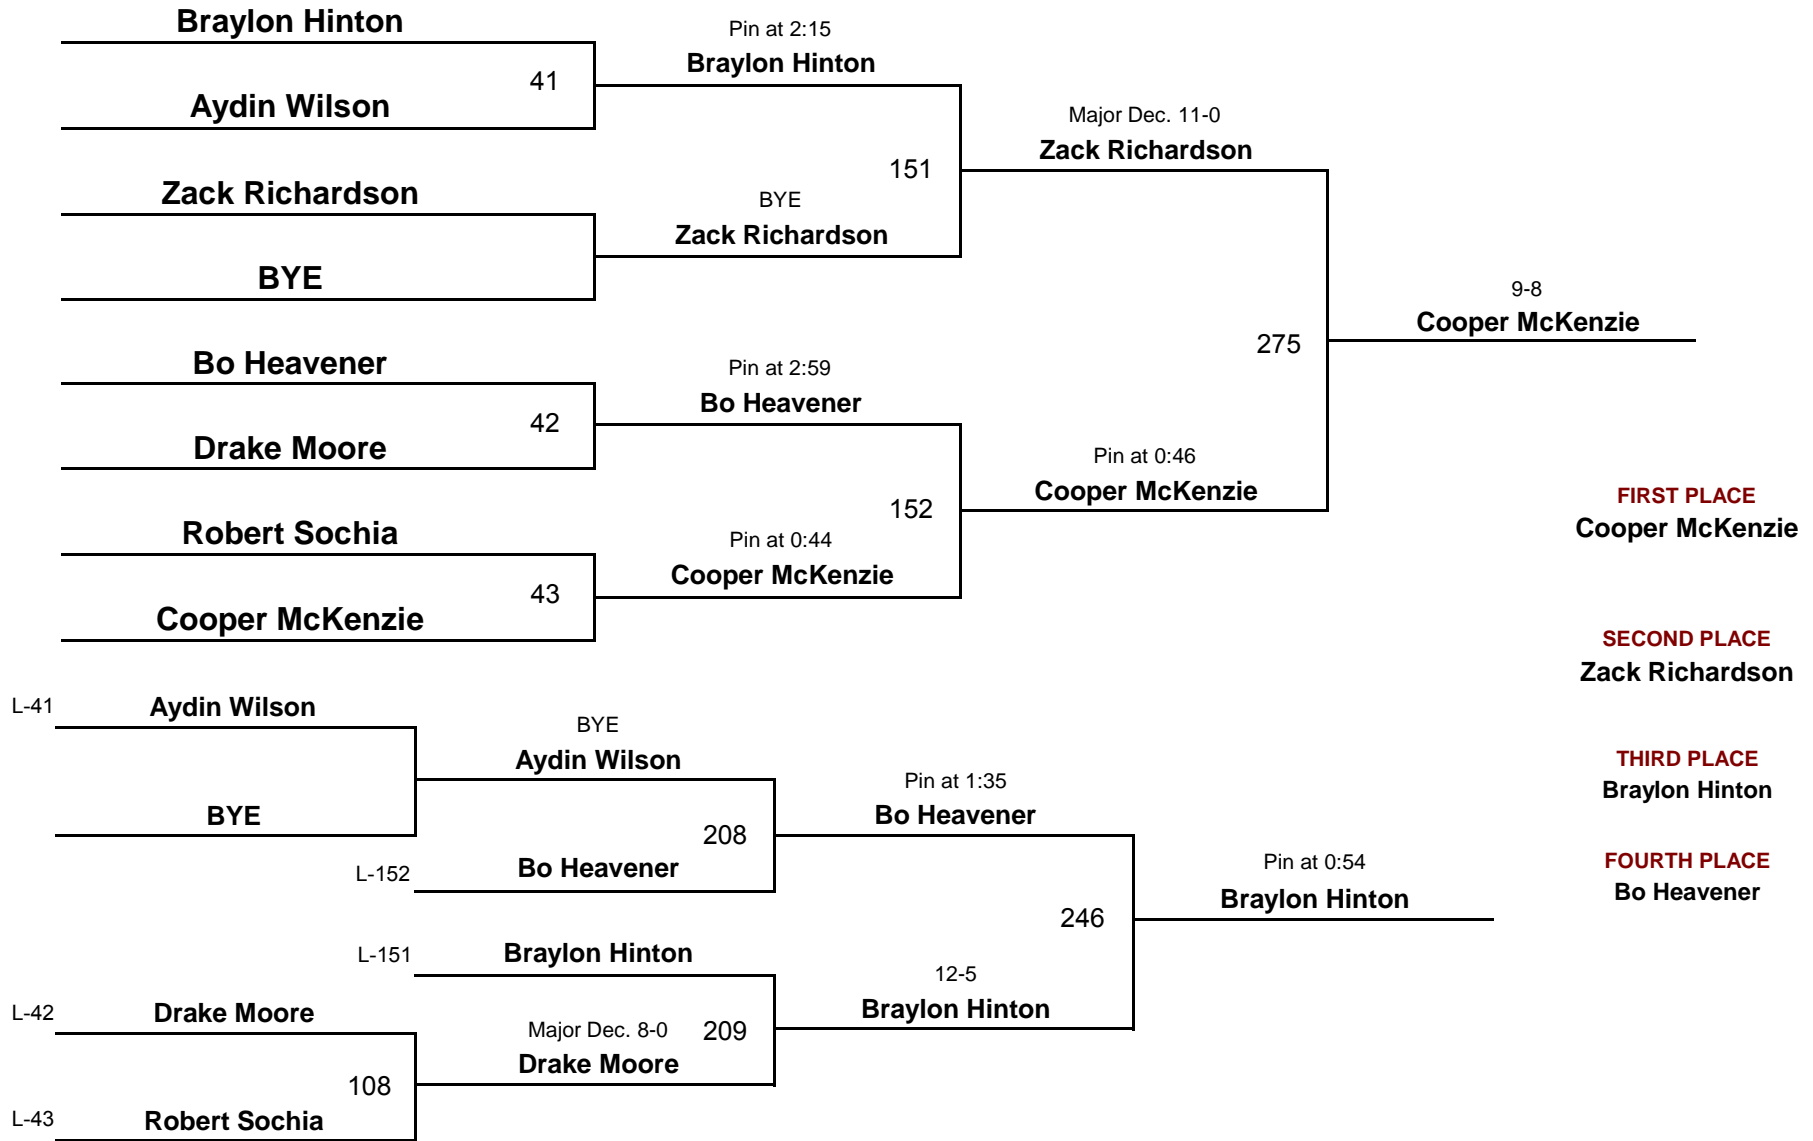 Braylon Hinton
41
Aydin Wilson
Pin at 2:15
Braylon Hinton
Zack Richardson
BYE
BYE
Zack Richardson
151
Major Dec. 11-0
Zack Richardson
Bo Heavener
42
Drake Moore
Pin at 2:59
Bo Heavener
Robert Sochia
43
Cooper McKenzie
Pin at 0:44
Cooper McKenzie
152
Pin at 0:46
Cooper McKenzie
275
9-8
Cooper McKenzie
FIRST PLACE
Cooper McKenzie
SECOND PLACE
Zack Richardson
THIRD PLACE
Braylon Hinton
FOURTH PLACE
Bo Heavener
L-41 Aydin Wilson
BYE
BYE
Aydin Wilson
208
L-152 Bo Heavener
Pin at 1:35
Bo Heavener
L-151 Braylon Hinton
L-42 Drake Moore
108
L-43 Robert Sochia
Major Dec. 8-0
Drake Moore
209
12-5
Braylon Hinton
246
Pin at 0:54
Braylon Hinton